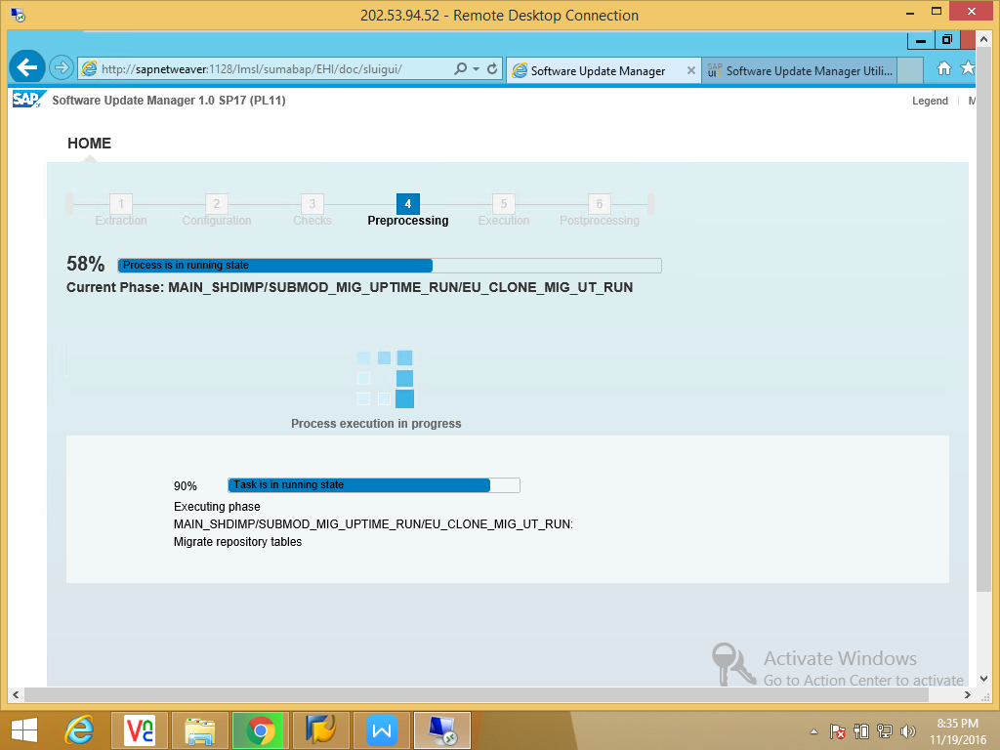 202.53.94.52 - Remote Desktop Connection
http://sapnetweaver:1128/lmsl/sumabap/EHI/doc/sluigui/
Software Update Manager
SAP UI5
Software Update Manager Utili...
SAP
Software Update Manager 1.0 SP17 (PL11)
Legend
M
HOME
1 2 3 4 5 6
Extraction Configuration Checks Preprocessing Execution Postprocessing
58% Process is in running state
Current Phase: MAIN_SHDIMP/SUBMOD_MIG_UPTIME_RUN/EU_CLONE_MIG_UT_RUN
Process execution in progress
90% Task is in running state
Executing phase
MAIN_SHDIMP/SUBMOD_MIG_UPTIME_RUN/EU_CLONE_MIG_UT_RUN:
Migrate repository tables
Activate Windows
Go to Action Center to activate
8:35 PM
11/19/2016